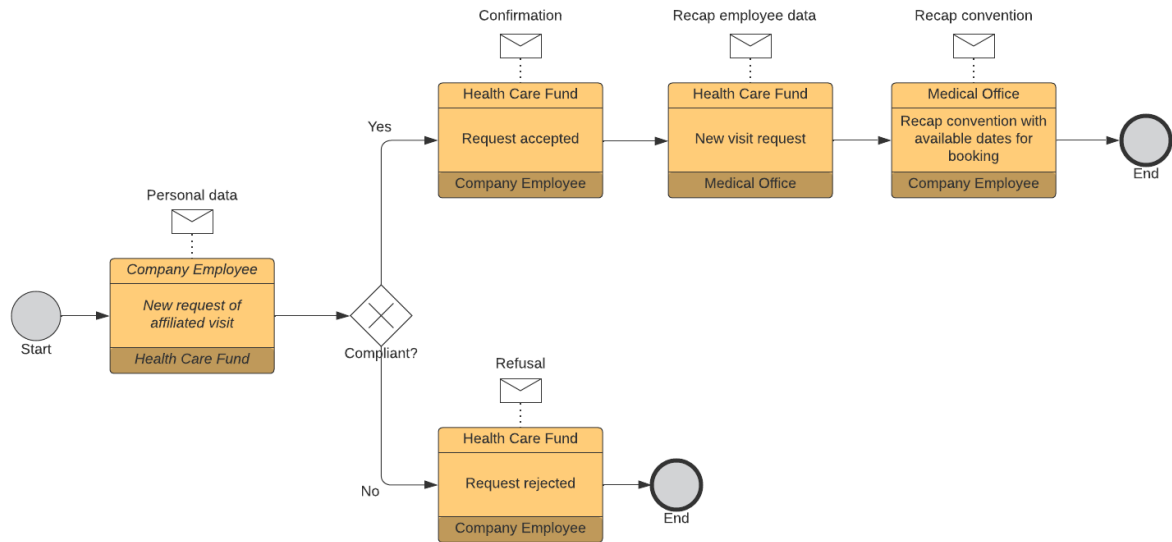 Confirmation
Recap employee data
Recap convention
Health Care Fund
Request accepted
Company Employee
Health Care Fund
New visit request
Medical Office
Medical Office
Recap convention with
available dates for
booking
Company Employee
End
Yes
Personal data
Company Employee
New request of
affiliated visit
Health Care Fund
Start
Compliant?
No
Refusal
Health Care Fund
Request rejected
Company Employee
End